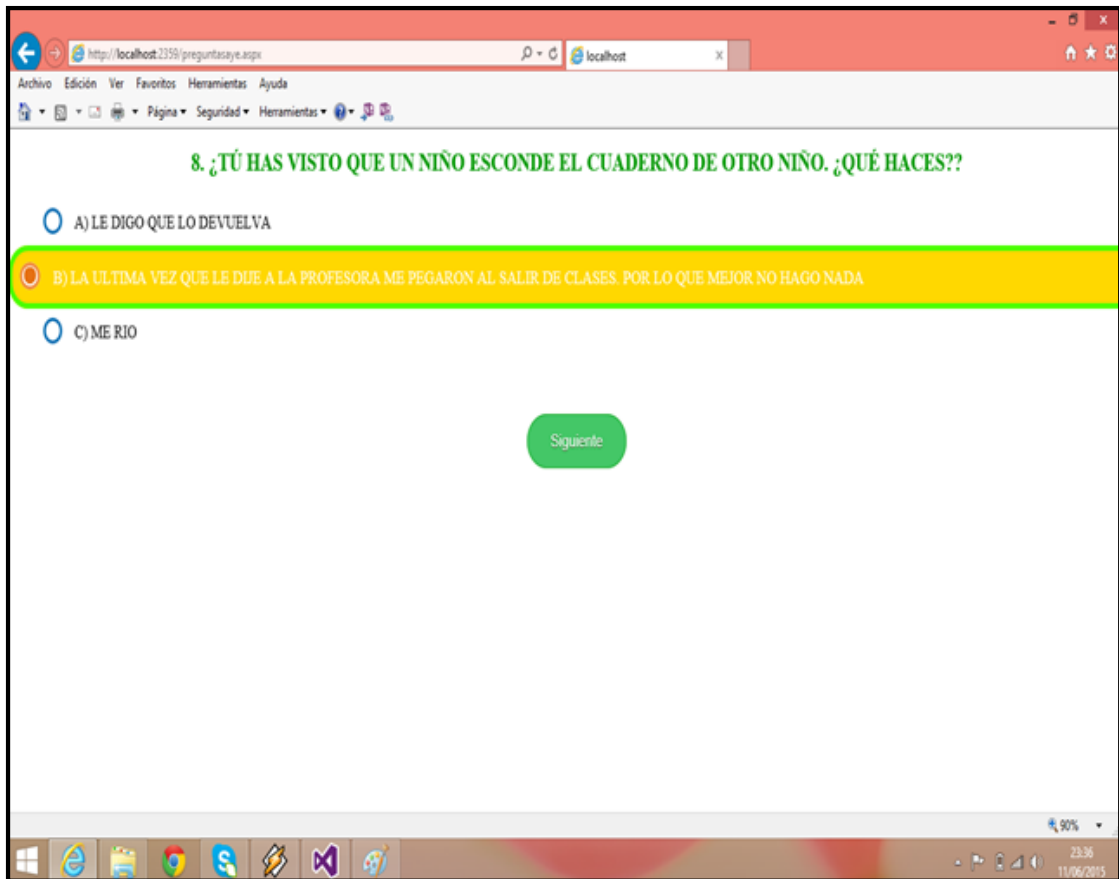 http://localhost:2359/preguntasaye.aspx
localhost
Archivo Edición Ver Favoritos Herramientas Ayuda
Página Seguridad Herramientas
8. ¿TÚ HAS VISTO QUE UN NIÑO ESCONDE EL CUADERNO DE OTRO NIÑO. ¿QUÉ HACES??
A) LE DIGO QUE LO DEVUELVA
B) LA ULTIMA VEZ QUE LE DIJE A LA PROFESORA ME PEGARON AL SALIR DE CLASES. POR LO QUE MEJOR NO HAGO NADA
C) ME RIO
Siguiente
90%
23:36
11/06/2015